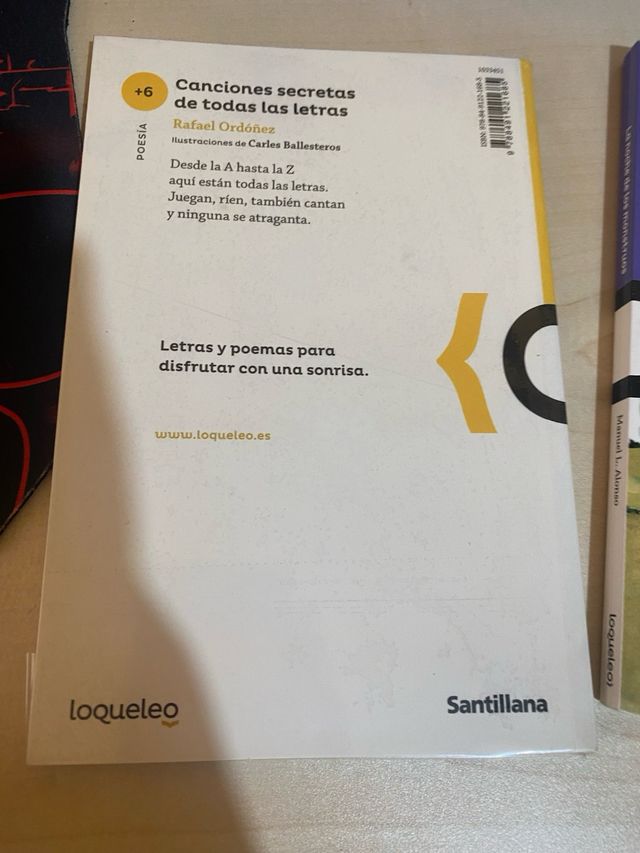 +6
POESÍA
Canciones secretas
de todas las letras
Rafael Ordóñez
Ilustraciones de Carles Ballesteros
Desde la A hasta la Z
aquí están todas las letras.
Juegan, ríen, también cantan
y ninguna se atraganta.
Letras y poemas para
disfrutar con una sonrisa.
www.loqueleo.es
loqueleo
Santillana
Manuel L. Alonso
loqueleo